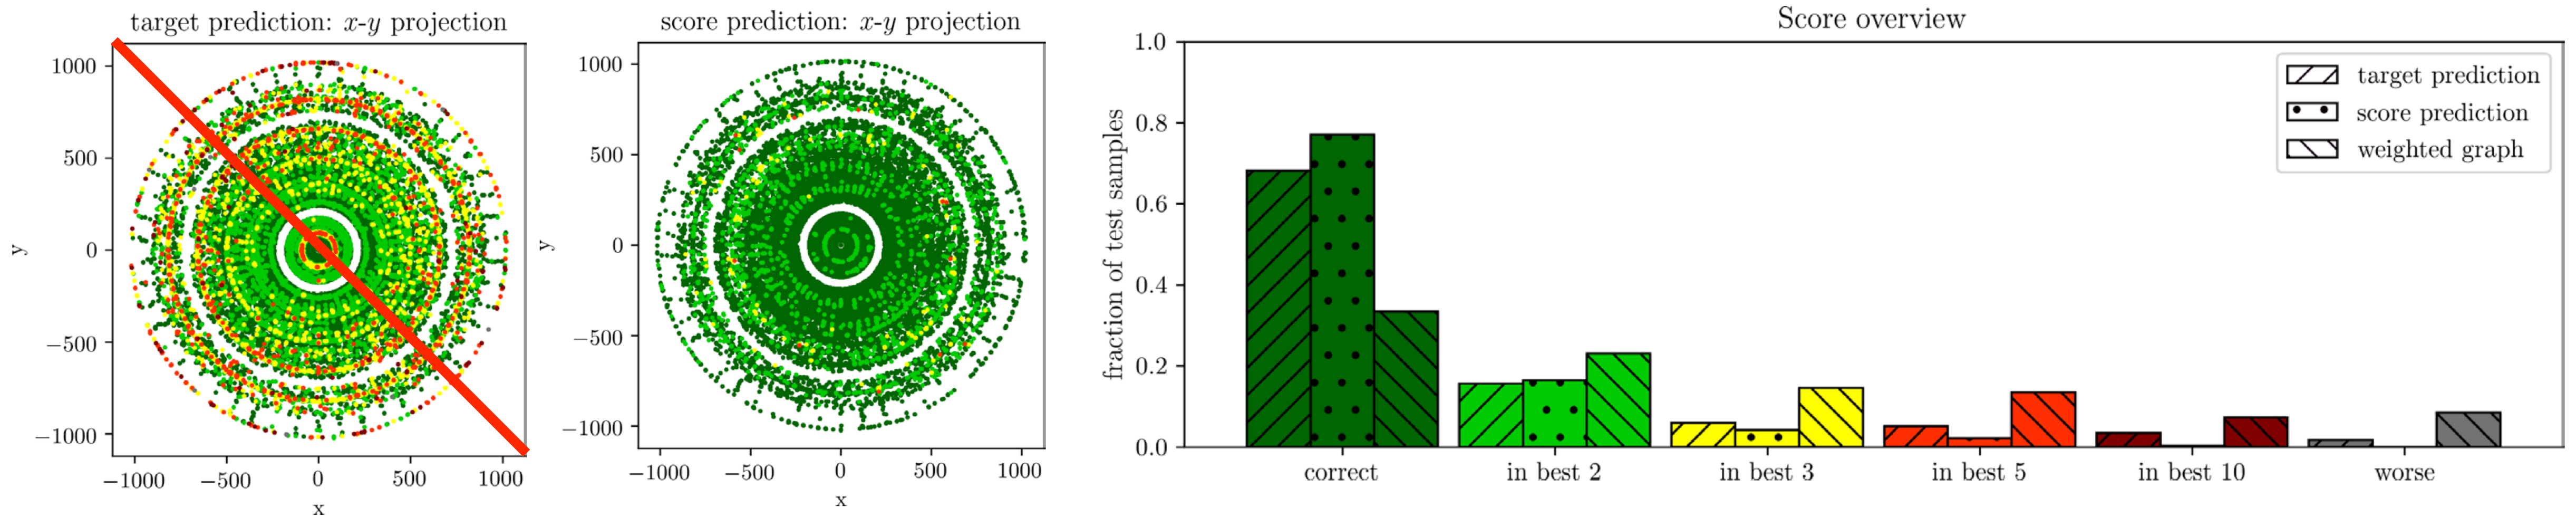 target prediction: x-y projection
1000
500
0
−500
−1000
y
−1000
−500
0
500
1000
x
score prediction: x-y projection
1000
500
0
−500
−1000
y
−1000
−500
0
500
1000
x
Score overview
1.0
0.8
0.6
0.4
0.2
0.0
fraction of test samples
target prediction
score prediction
weighted graph
correct
in best 2
in best 3
in best 5
in best 10
worse